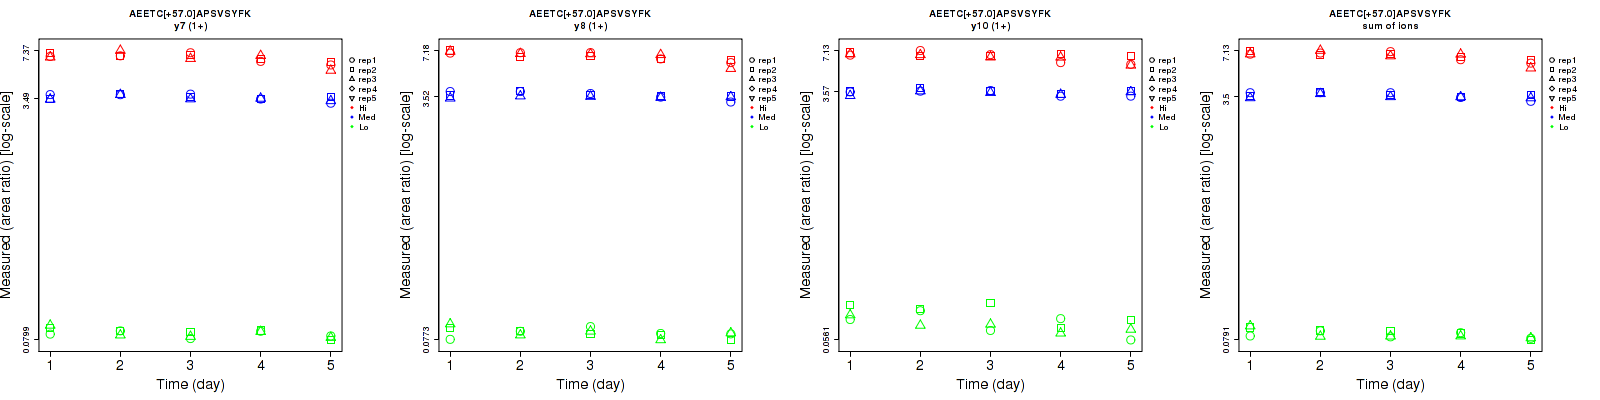 AEETC[+57.0]APSVSYFK
y7 (1+)
Measured (area ratio) [log-scale]
7.37
3.49
0.0799
1 2 3 4 5
Time (day)
rep1
rep2
rep3
rep4
rep5
Hi
Med
Lo
AEETC[+57.0]APSVSYFK
y8 (1+)
Measured (area ratio) [log-scale]
7.18
3.52
0.0773
1 2 3 4 5
Time (day)
rep1
rep2
rep3
rep4
rep5
Hi
Med
Lo
AEETC[+57.0]APSVSYFK
y10 (1+)
Measured (area ratio) [log-scale]
7.13
3.57
0.0561
1 2 3 4 5
Time (day)
rep1
rep2
rep3
rep4
rep5
Hi
Med
Lo
AEETC[+57.0]APSVSYFK
sum of ions
Measured (area ratio) [log-scale]
7.13
3.5
0.0791
1 2 3 4 5
Time (day)
rep1
rep2
rep3
rep4
rep5
Hi
Med
Lo